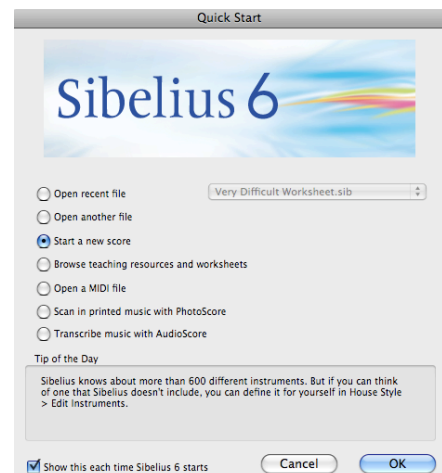 Quick Start
Sibelius 6
Open recent file Very Difficult Worksheet.sib
Open another file
Start a new score
Browse teaching resources and worksheets
Open a MIDI file
Scan in printed music with PhotoScore
Transcribe music with AudioScore
Tip of the Day
Sibelius knows about more than 600 different instruments. But if you can think
of one that Sibelius doesn't include, you can define it for yourself in House Style
> Edit Instruments.
Show this each time Sibelius 6 starts Cancel OK